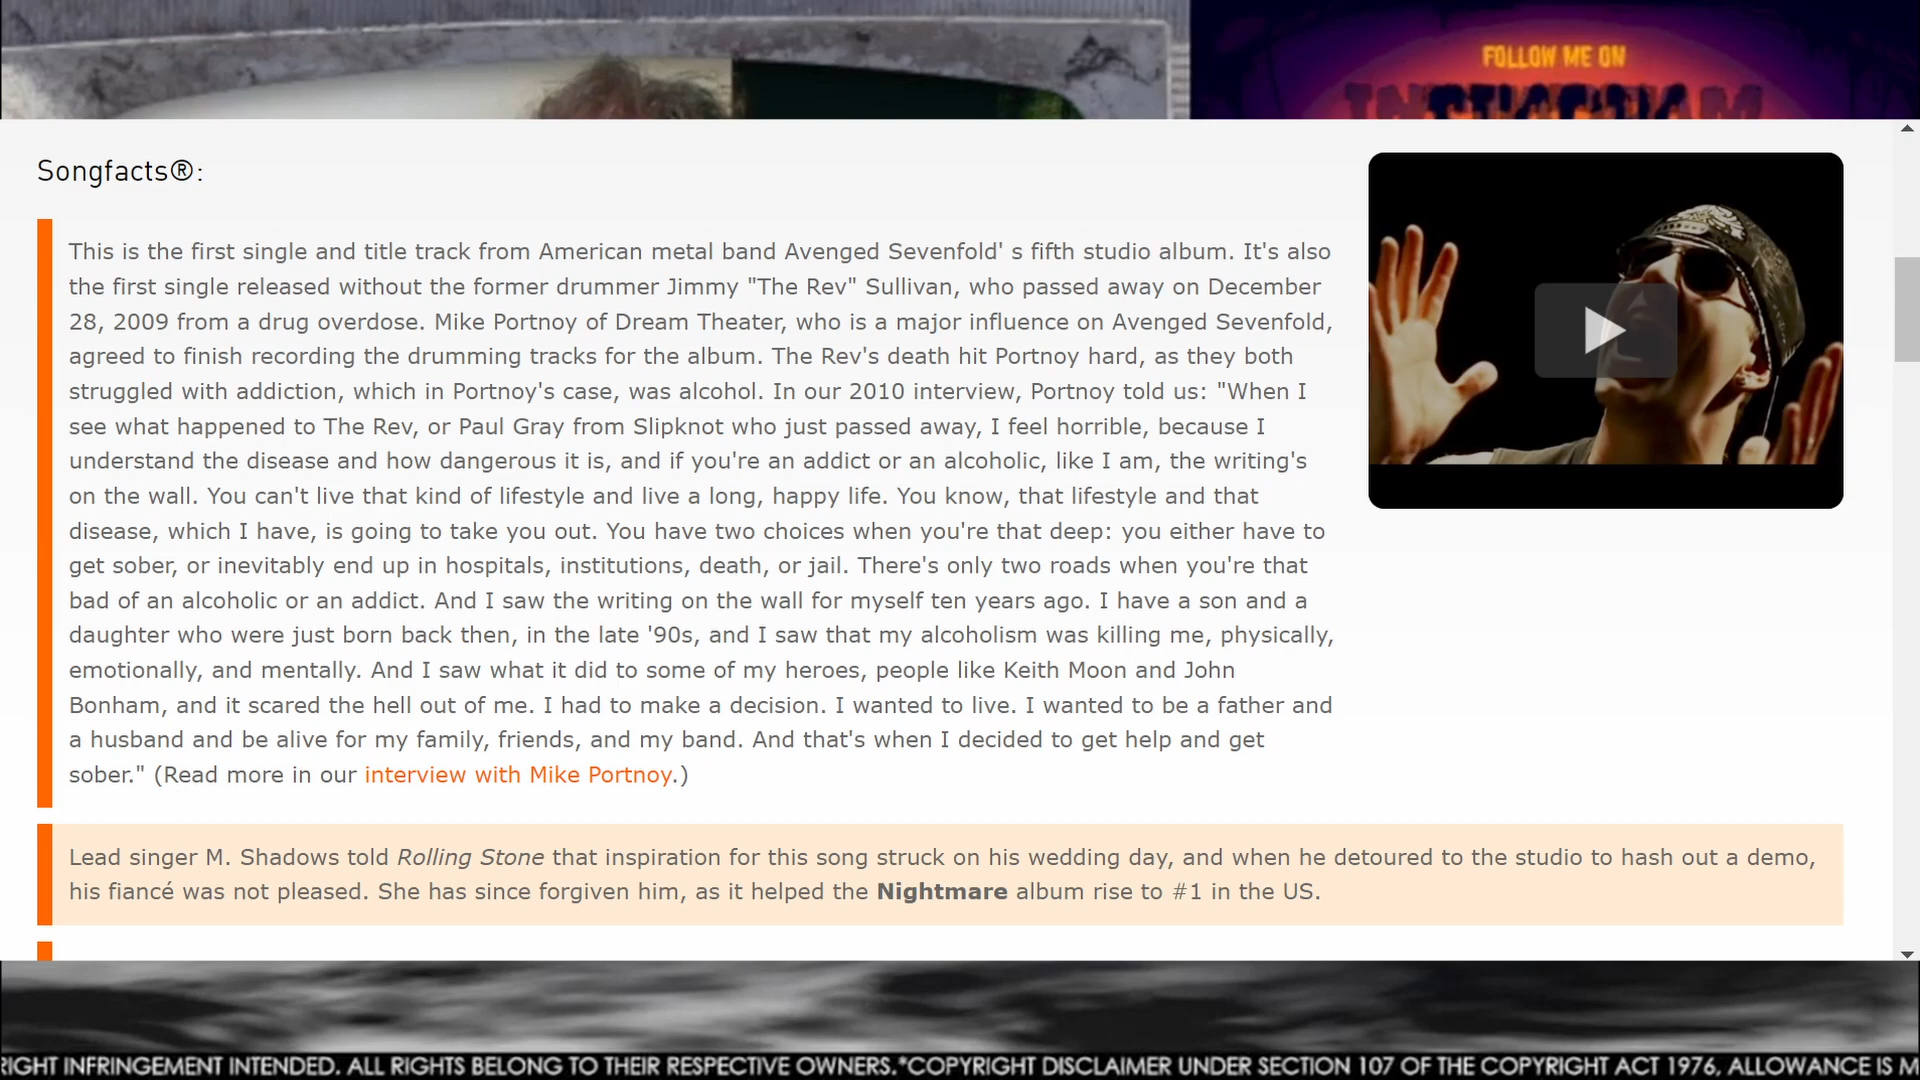 FOLLOW ME ON
INSTAGRAM
Songfacts®:
This is the first single and title track from American metal band Avenged Sevenfold' s fifth studio album. It's also
the first single released without the former drummer Jimmy "The Rev" Sullivan, who passed away on December
28, 2009 from a drug overdose. Mike Portnoy of Dream Theater, who is a major influence on Avenged Sevenfold,
agreed to finish recording the drumming tracks for the album. The Rev's death hit Portnoy hard, as they both
struggled with addiction, which in Portnoy's case, was alcohol. In our 2010 interview, Portnoy told us: "When I
see what happened to The Rev, or Paul Gray from Slipknot who just passed away, I feel horrible, because I
understand the disease and how dangerous it is, and if you're an addict or an alcoholic, like I am, the writing's
on the wall. You can't live that kind of lifestyle and live a long, happy life. You know, that lifestyle and that
disease, which I have, is going to take you out. You have two choices when you're that deep: you either have to
get sober, or inevitably end up in hospitals, institutions, death, or jail. There's only two roads when you're that
bad of an alcoholic or an addict. And I saw the writing on the wall for myself ten years ago. I have a son and a
daughter who were just born back then, in the late '90s, and I saw that my alcoholism was killing me, physically,
emotionally, and mentally. And I saw what it did to some of my heroes, people like Keith Moon and John
Bonham, and it scared the hell out of me. I had to make a decision. I wanted to live. I wanted to be a father and
a husband and be alive for my family, friends, and my band. And that's when I decided to get help and get
sober." (Read more in our interview with Mike Portnoy.)
Lead singer M. Shadows told Rolling Stone that inspiration for this song struck on his wedding day, and when he detoured to the studio to hash out a demo,
his fiancé was not pleased. She has since forgiven him, as it helped the Nightmare album rise to #1 in the US.
RIGHT INFRINGEMENT INTENDED. ALL RIGHTS BELONG TO THEIR RESPECTIVE OWNERS.*COPYRIGHT DISCLAIMER UNDER SECTION 107 OF THE COPYRIGHT ACT 1976, ALLOWANCE IS M